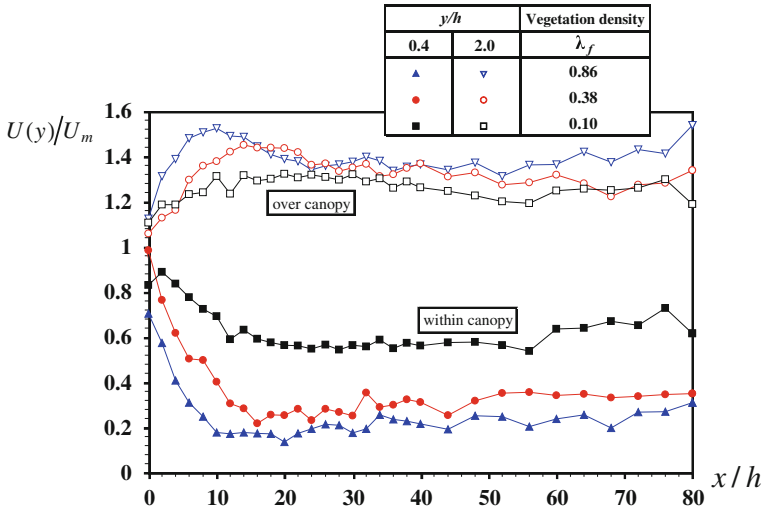 y/h Vegetation density
0.4 2.0 λf
0.86
0.38
0.10
U(y)/Um
1.6
1.4
1.2
1
0.8
0.6
0.4
0.2
0
over canopy
within canopy
0 10 20 30 40 50 60 70 80
x/h